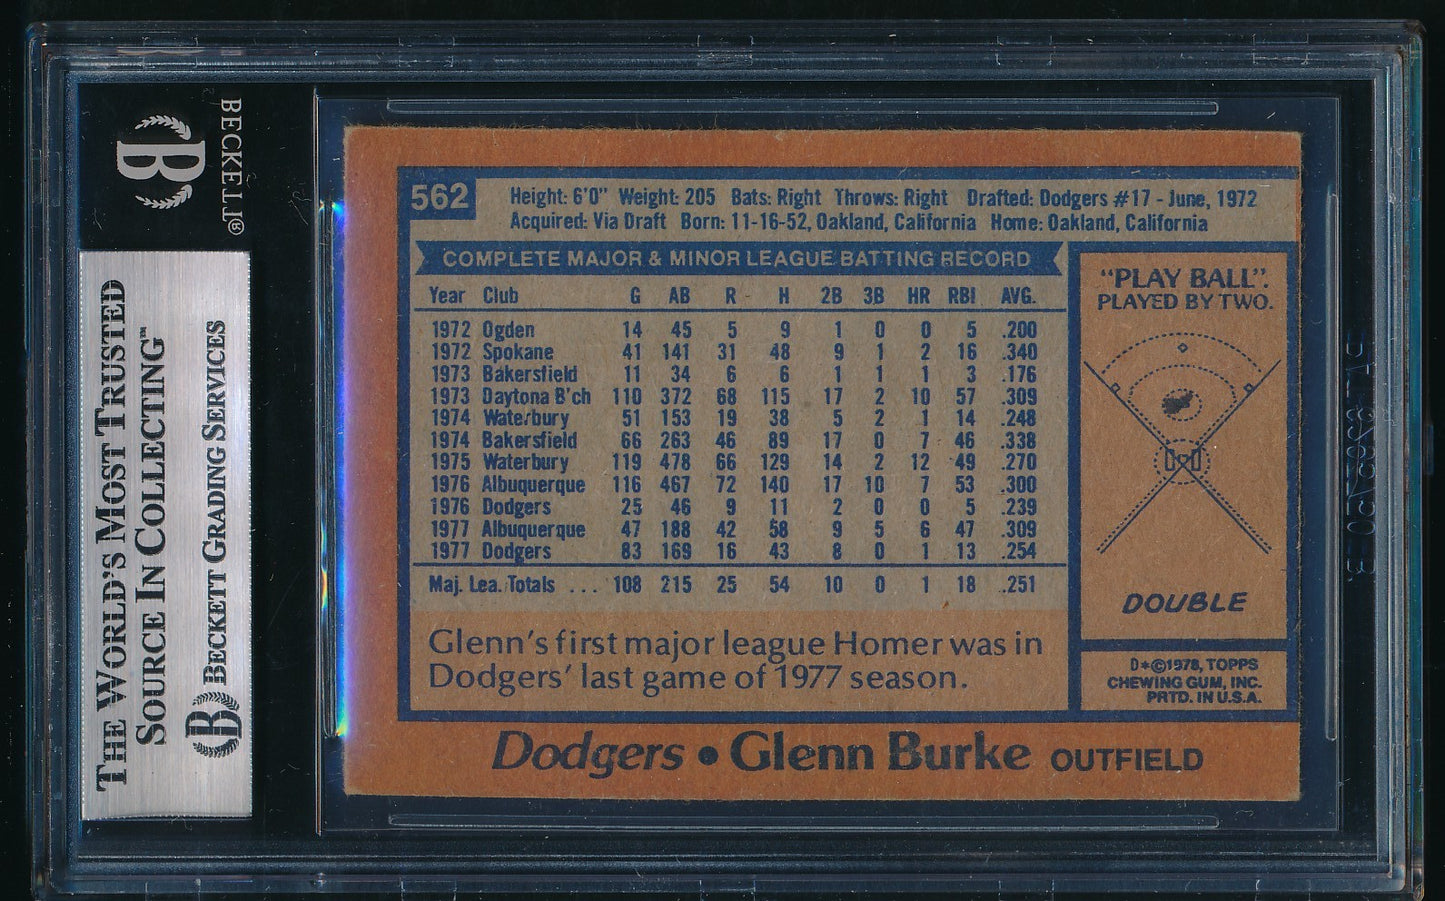 BECKETT®
B
THE WORLD'S MOST TRUSTED
SOURCE IN COLLECTING™
B BECKETT GRADING SERVICES
562
Height: 6'0" Weight: 205 Bats: Right Throws: Right Drafted: Dodgers #17 - June, 1972
Acquired: Via Draft Born: 11-16-52, Oakland, California Home: Oakland, California
COMPLETE MAJOR & MINOR LEAGUE BATTING RECORD
Year Club G AB R H 2B 3B HR RBI AVG.
1972 Ogden 14 45 5 9 1 0 0 5 .200
1972 Spokane 41 141 31 48 9 1 2 16 .340
1973 Bakersfield 11 34 6 6 1 1 1 3 .176
1973 Daytona B'ch 110 372 68 115 17 2 10 57 .309
1974 Waterbury 51 153 19 38 5 2 1 14 .248
1974 Bakersfield 66 263 46 89 17 0 7 46 .338
1975 Waterbury 119 478 66 129 14 2 12 49 .270
1976 Albuquerque 116 467 72 140 17 10 7 53 .300
1976 Dodgers 25 46 9 11 2 0 0 5 .239
1977 Albuquerque 47 188 42 58 9 5 6 47 .309
1977 Dodgers 83 169 16 43 8 0 1 13 .254
Maj. Lea. Totals ... 108 215 25 54 10 0 1 18 .251
Glenn's first major league Homer was in
Dodgers' last game of 1977 season.
"PLAY BALL".
PLAYED BY TWO.
DOUBLE
D*©1978, TOPPS
CHEWING GUM, INC.
PRTD. IN U.S.A.
Dodgers • Glenn Burke OUTFIELD